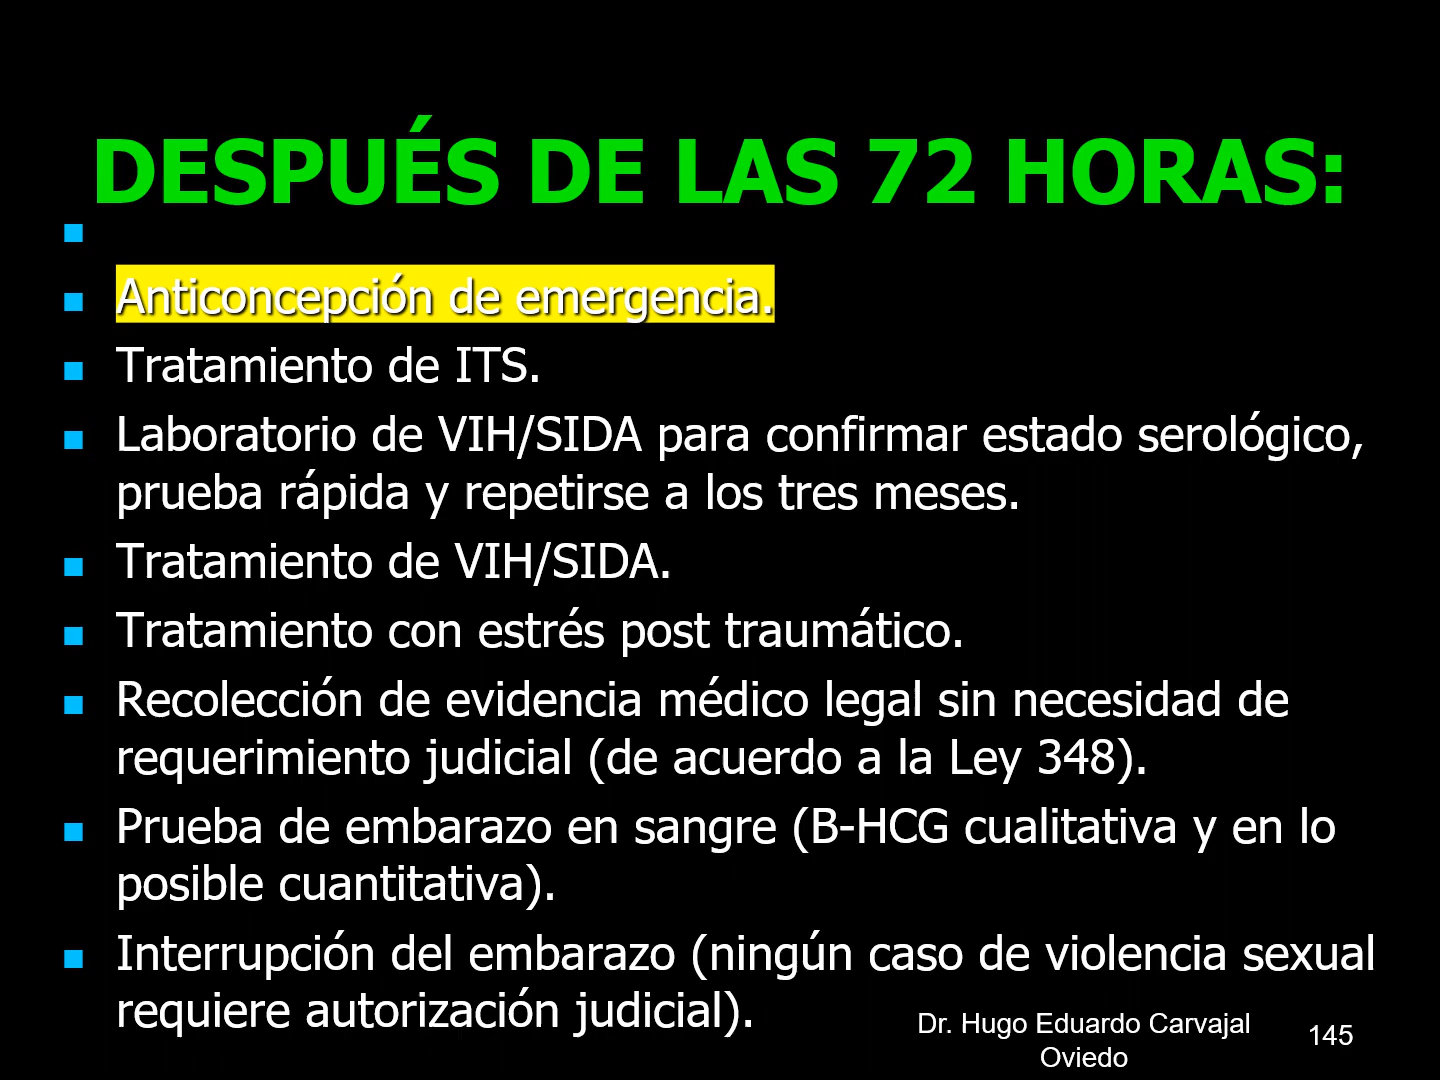 DESPUÉS DE LAS 72 HORAS:
Anticoncepción de emergencia.
Tratamiento de ITS.
Laboratorio de VIH/SIDA para confirmar estado serológico,
prueba rápida y repetirse a los tres meses.
Tratamiento de VIH/SIDA.
Tratamiento con estrés post traumático.
Recolección de evidencia médico legal sin necesidad de
requerimiento judicial (de acuerdo a la Ley 348).
Prueba de embarazo en sangre (B-HCG cualitativa y en lo
posible cuantitativa).
Interrupción del embarazo (ningún caso de violencia sexual
requiere autorización judicial).
Dr. Hugo Eduardo Carvajal
Oviedo
145